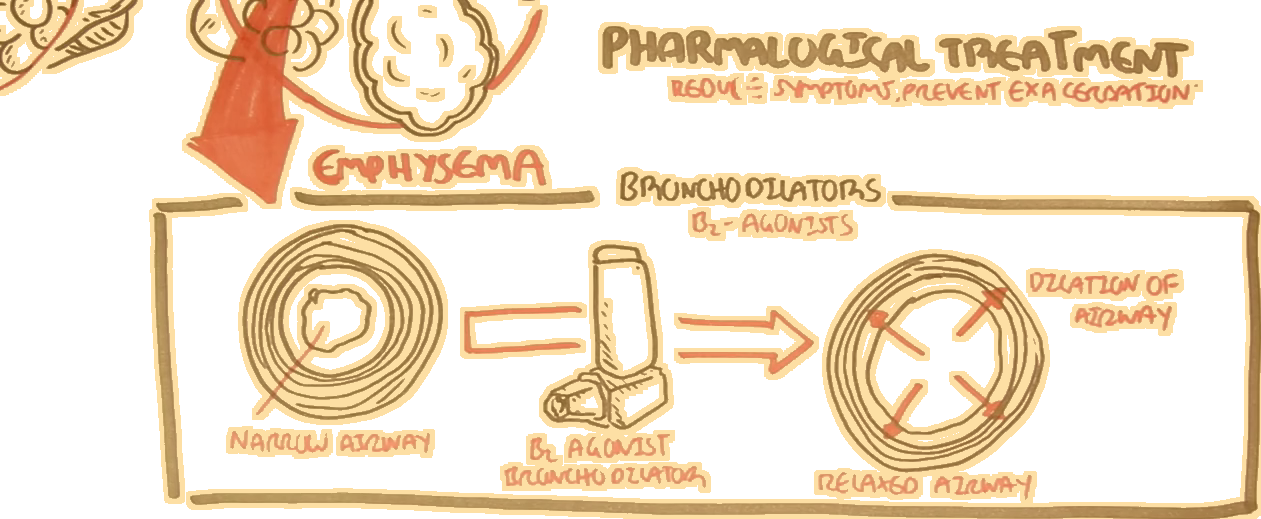 PHARMALOGICAL TREATMENT
REDUCE SYMPTOMS, PREVENT EXACERBATION
EMPHYSEMA
BRONCHODILATORS
B2-AGONISTS
DILATION OF
AIRWAY
NARROW AIRWAY
B2 AGONIST
BRONCHODILATOR
RELAXED AIRWAY